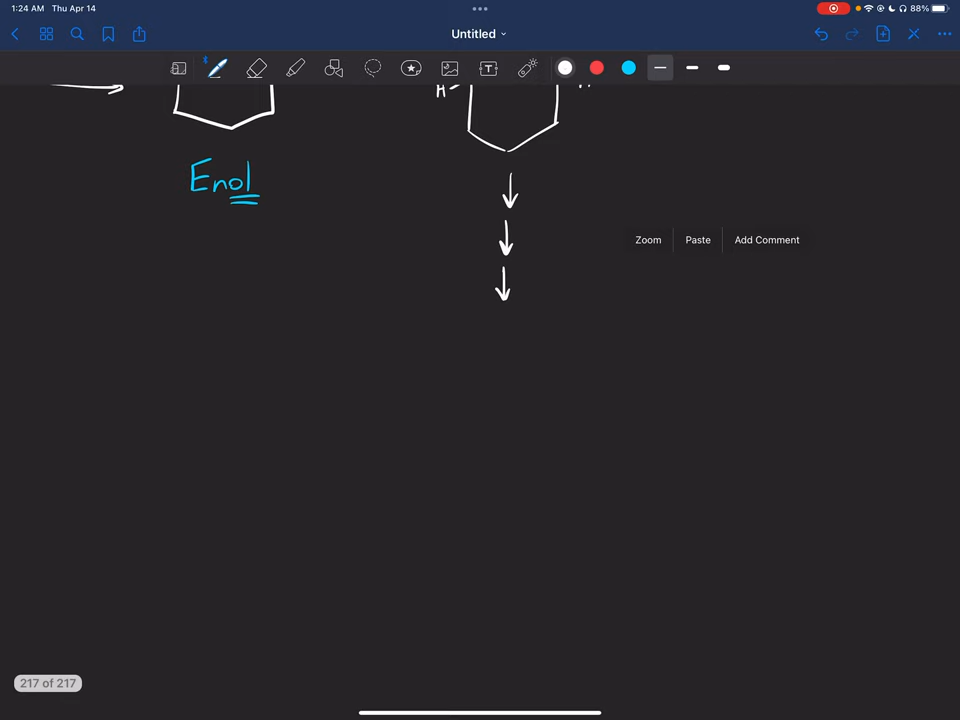 1:24 AM Thu Apr 14
88%
Untitled
T
H
H
Enol
Zoom
Paste
Add Comment
217 of 217